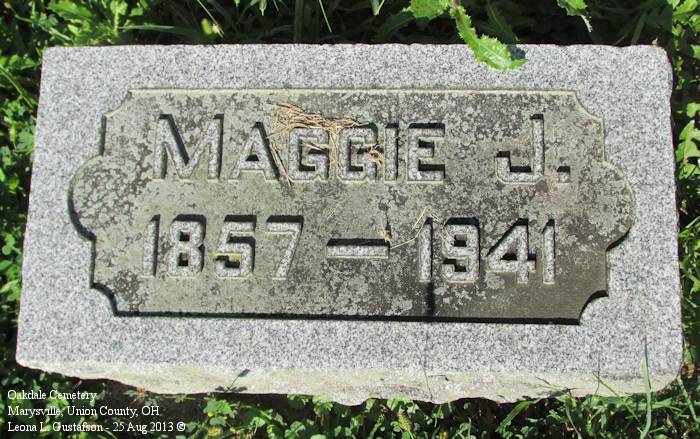 MAGGIE J.
1857 — 1941
Oakdale Cemetery
Marysville, Union County, OH
Leona L. Gustafson - 25 Aug 2013 ©